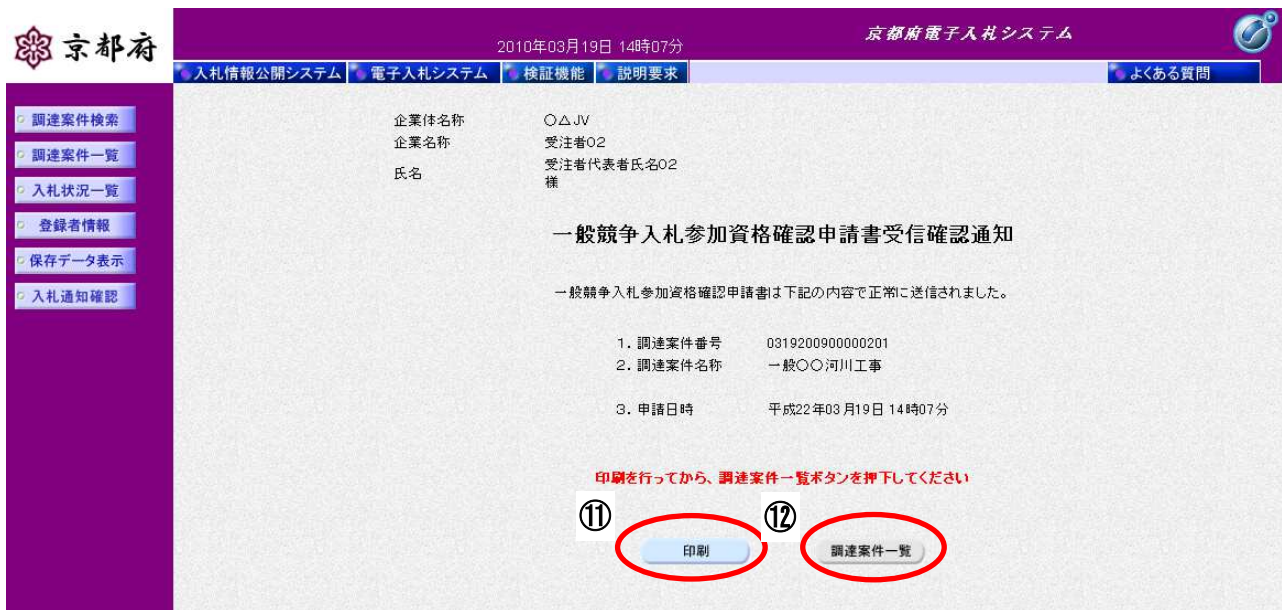 京都府
2010年03月19日 14時07分
京都府電子入札システム
入札情報公開システム 電子入札システム 検証機能 説明要求 よくある質問
調達案件検索
調達案件一覧
入札状況一覧
登録者情報
保存データ表示
入札通知確認
企業体名称 ○△JV
企業名称 受注者02
氏名 受注者代表者氏名02
様
一般競争入札参加資格確認申請書受信確認通知
一般競争入札参加資格確認申請書は下記の内容で正常に送信されました。
1．調達案件番号 0319200900000201
2．調達案件名称 一般○○河川工事
3．申請日時 平成22年03月19日 14時07分
印刷を行ってから、調達案件一覧ボタンを押下してください
⑪ ⑫
印刷 調達案件一覧